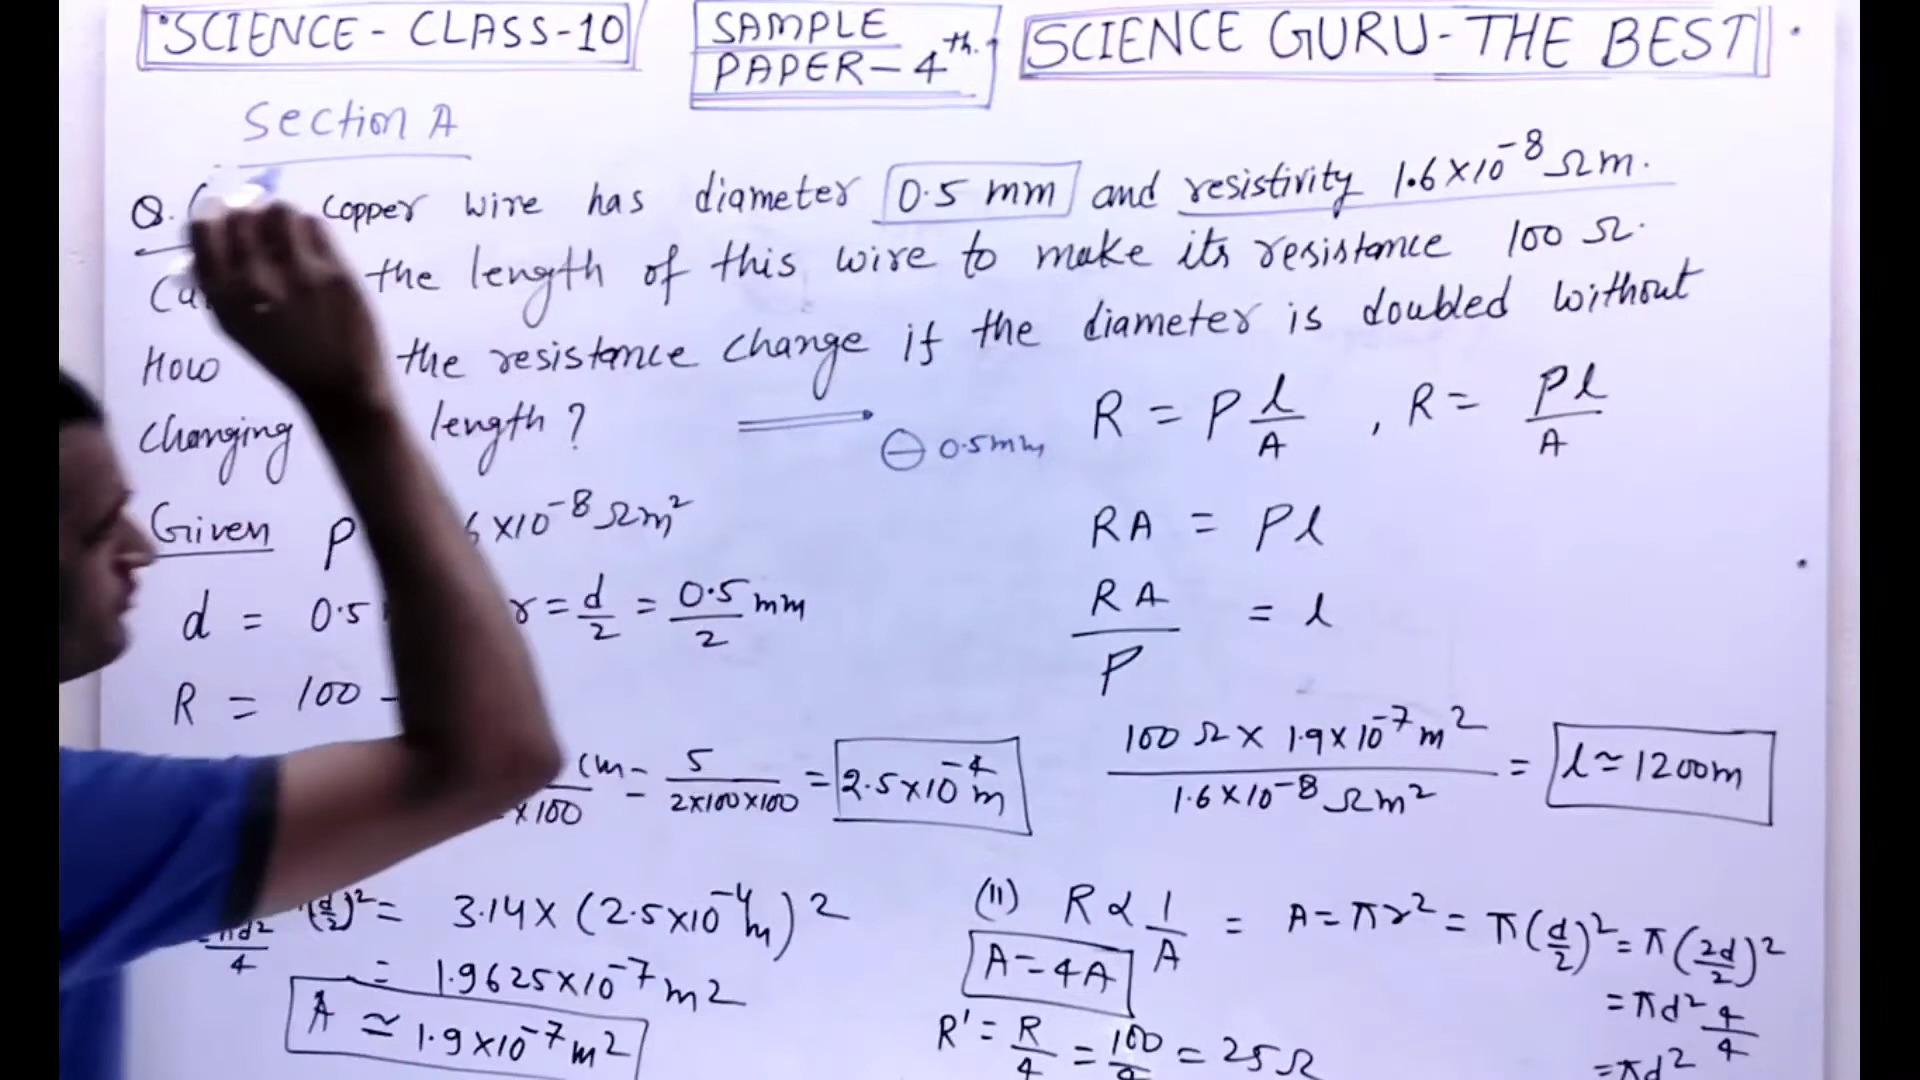 SCIENCE - CLASS-10
SAMPLE PAPER - 4th.
SCIENCE GURU - THE BEST
Section A
Q. copper wire has diameter 0.5 mm and resistivity 1.6×10⁻⁸ Ωm.
the length of this wire to make its resistance 100 Ω.
How the resistance change if the diameter is doubled without
changing length?
⊖ 0.5mm
R = ρ l/A , R = ρl/A
Given ρ ×10⁻⁸ Ωm²
RA = ρl
d = 0.5 r = d/2 = 0.5/2 mm
RA/ρ = l
R = 100
cm = 5/(2×100×100) = 2.5×10⁻⁴ m
×100
100 Ω × 1.9×10⁻⁷ m² / 1.6×10⁻⁸ Ωm² = l ≃ 1200m
πd²/4 (d/2)² = 3.14 × (2.5×10⁻⁴ m)²
= 1.9625×10⁻⁷ m²
A ≃ 1.9×10⁻⁷ m²
(11) R ∝ 1/A = A = πr² = π(d/2)² = π(2d/2)²
A = 4A
= πd² 4/4
R' = R/4 = 100/4 = 25 Ω
= πd²